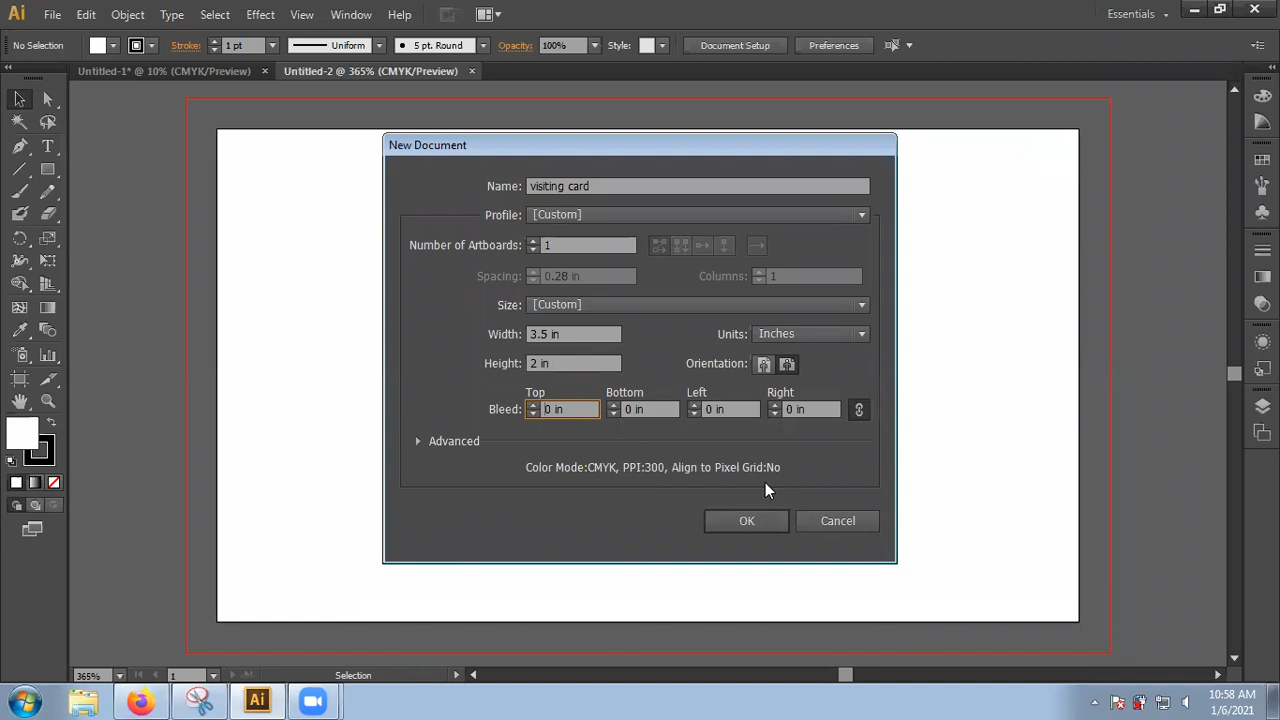 Ai File Edit Object Type Select Effect View Window Help Essentials
No Selection Stroke: 1 pt Uniform 5 pt. Round Opacity: 100% Style: Document Setup Preferences
Untitled-1* @ 10% (CMYK/Preview) Untitled-2 @ 365% (CMYK/Preview)
New Document
Name: visiting card
Profile: [Custom]
Number of Artboards: 1
Spacing: 0.28 in Columns: 1
Size: [Custom]
Width: 3.5 in Units: Inches
Height: 2 in Orientation:
Top Bottom Left Right
Bleed: 0 in 0 in 0 in 0 in
Advanced
Color Mode:CMYK, PPI:300, Align to Pixel Grid:No
OK Cancel
365% 1 Selection
Ai
10:58 AM
1/6/2021